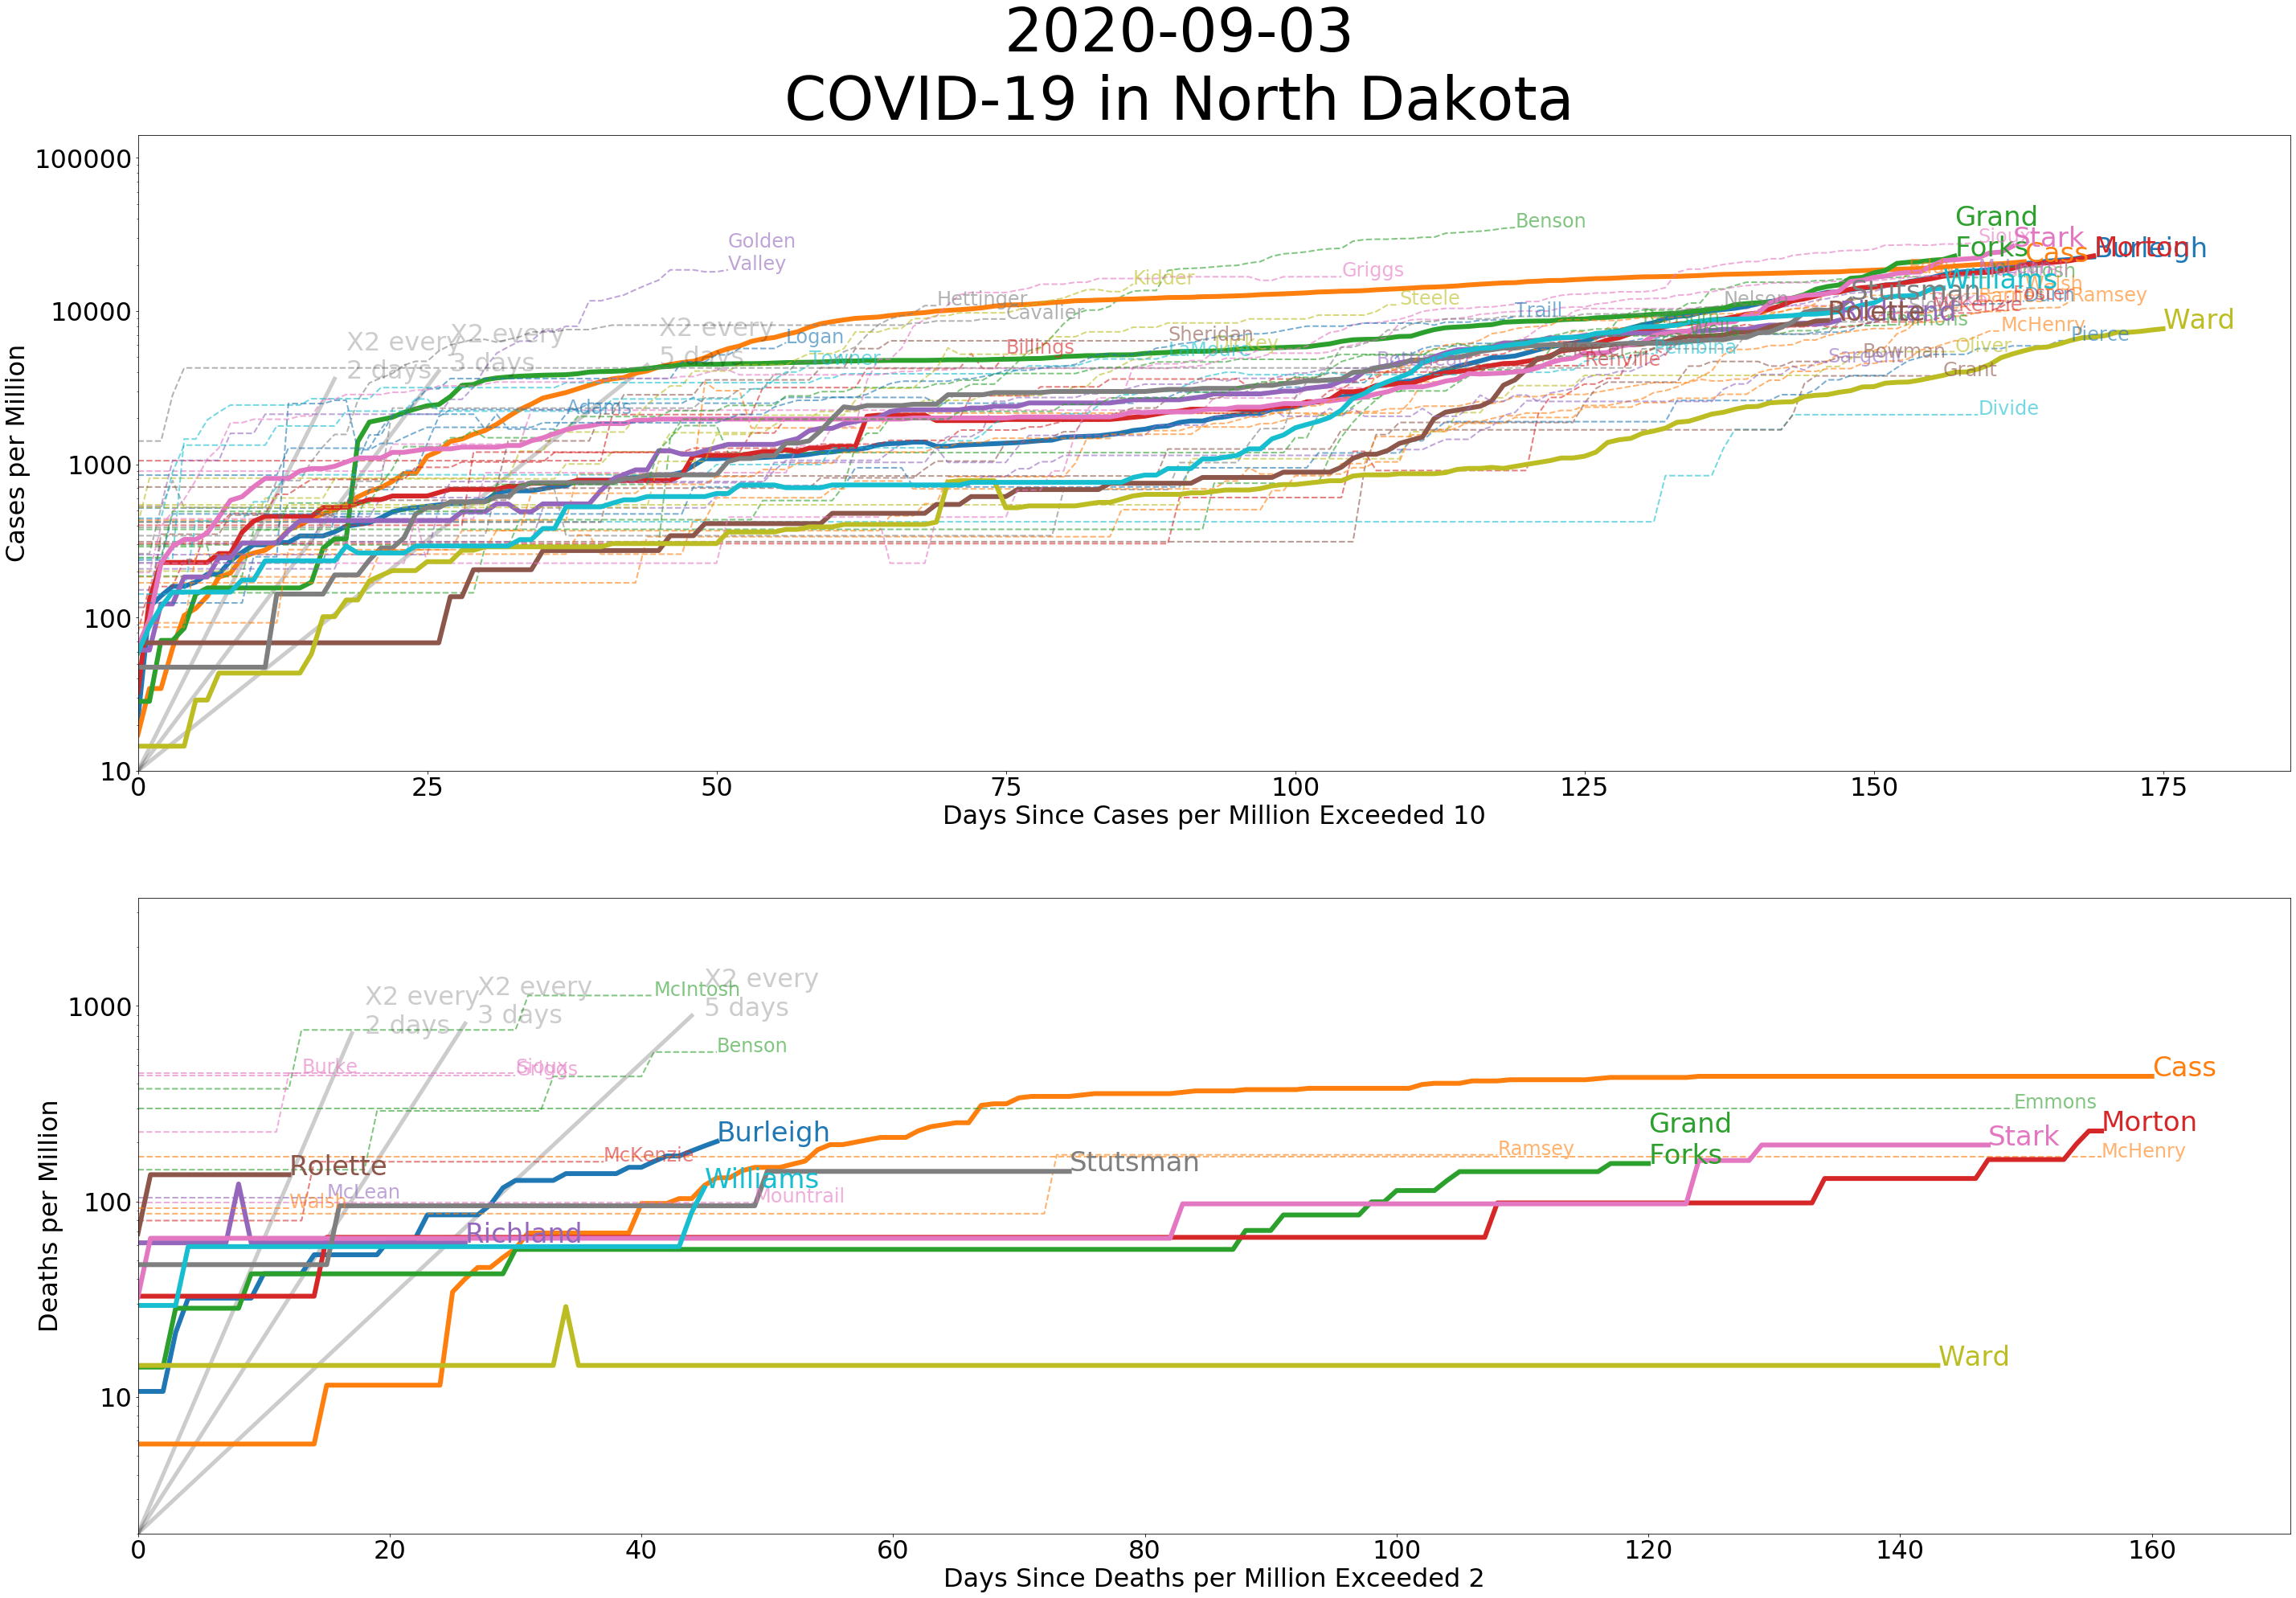 2020-09-03
COVID-19 in North Dakota
Cases per Million
100000
10000
1000
100
10
0
25
50
75
100
125
150
175
Days Since Cases per Million Exceeded 10
X2 every
2 days
X2 every
3 days
X2 every
5 days
Golden
Valley
Benson
Kidder
Griggs
Hettinger
Cavalier
Steele
Logan
Towner
Adams
Billings
Sheridan
LaMoure
Traill
Nelson
Renville
Pembina
Sargent
Bowman
Grant
Oliver
Divide
McHenry
Pierce
Ramsey
Emmons
McKenzie
Walsh
Dunn
Sioux
Grand
Forks
Stark
Cass
Morton
Burleigh
Williams
Stutsman
Rolette
Ward
Deaths per Million
1000
100
10
0
20
40
60
80
100
120
140
160
Days Since Deaths per Million Exceeded 2
X2 every
2 days
X2 every
3 days
X2 every
5 days
McIntosh
Benson
Burke
Sioux
Griggs
Cass
Emmons
Burleigh
Grand
Forks
Morton
Stark
McHenry
Ramsey
McKenzie
Rolette
Stutsman
Williams
McLean
Walsh
Mountrail
Richland
Ward